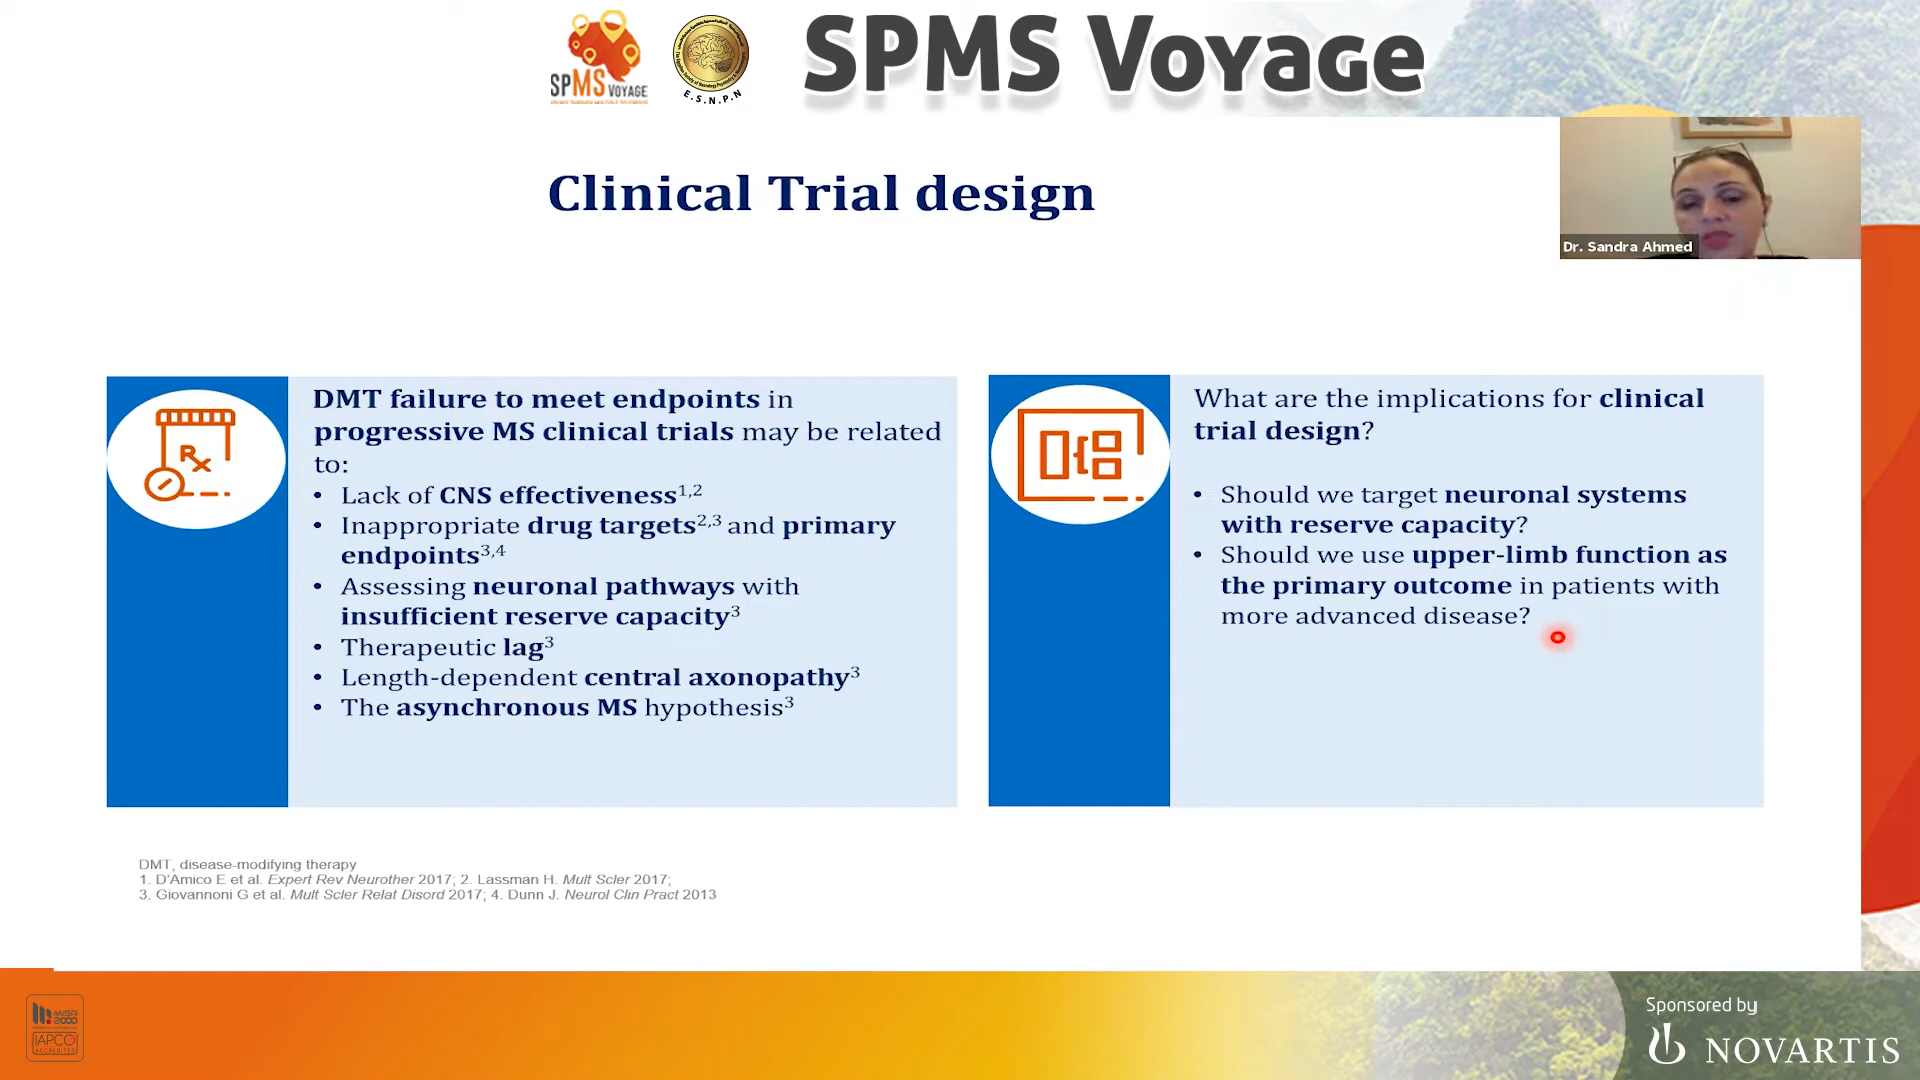 SPMS VOYAGE
E.S.N.P.N
SPMS Voyage
Clinical Trial design
Dr. Sandra Ahmed
Rx
DMT failure to meet endpoints in
progressive MS clinical trials may be related
to:
• Lack of CNS effectiveness1,2
• Inappropriate drug targets2,3 and primary
endpoints3,4
• Assessing neuronal pathways with
insufficient reserve capacity3
• Therapeutic lag3
• Length-dependent central axonopathy3
• The asynchronous MS hypothesis3
What are the implications for clinical
trial design?
• Should we target neuronal systems
with reserve capacity?
• Should we use upper-limb function as
the primary outcome in patients with
more advanced disease?
DMT, disease-modifying therapy
1. D'Amico E et al. Expert Rev Neurother 2017; 2. Lassman H. Mult Scler 2017;
3. Giovannoni G et al. Mult Scler Relat Disord 2017; 4. Dunn J. Neurol Clin Pract 2013
MISR
2000
IAPCO
ACCREDITED
Sponsored by
NOVARTIS